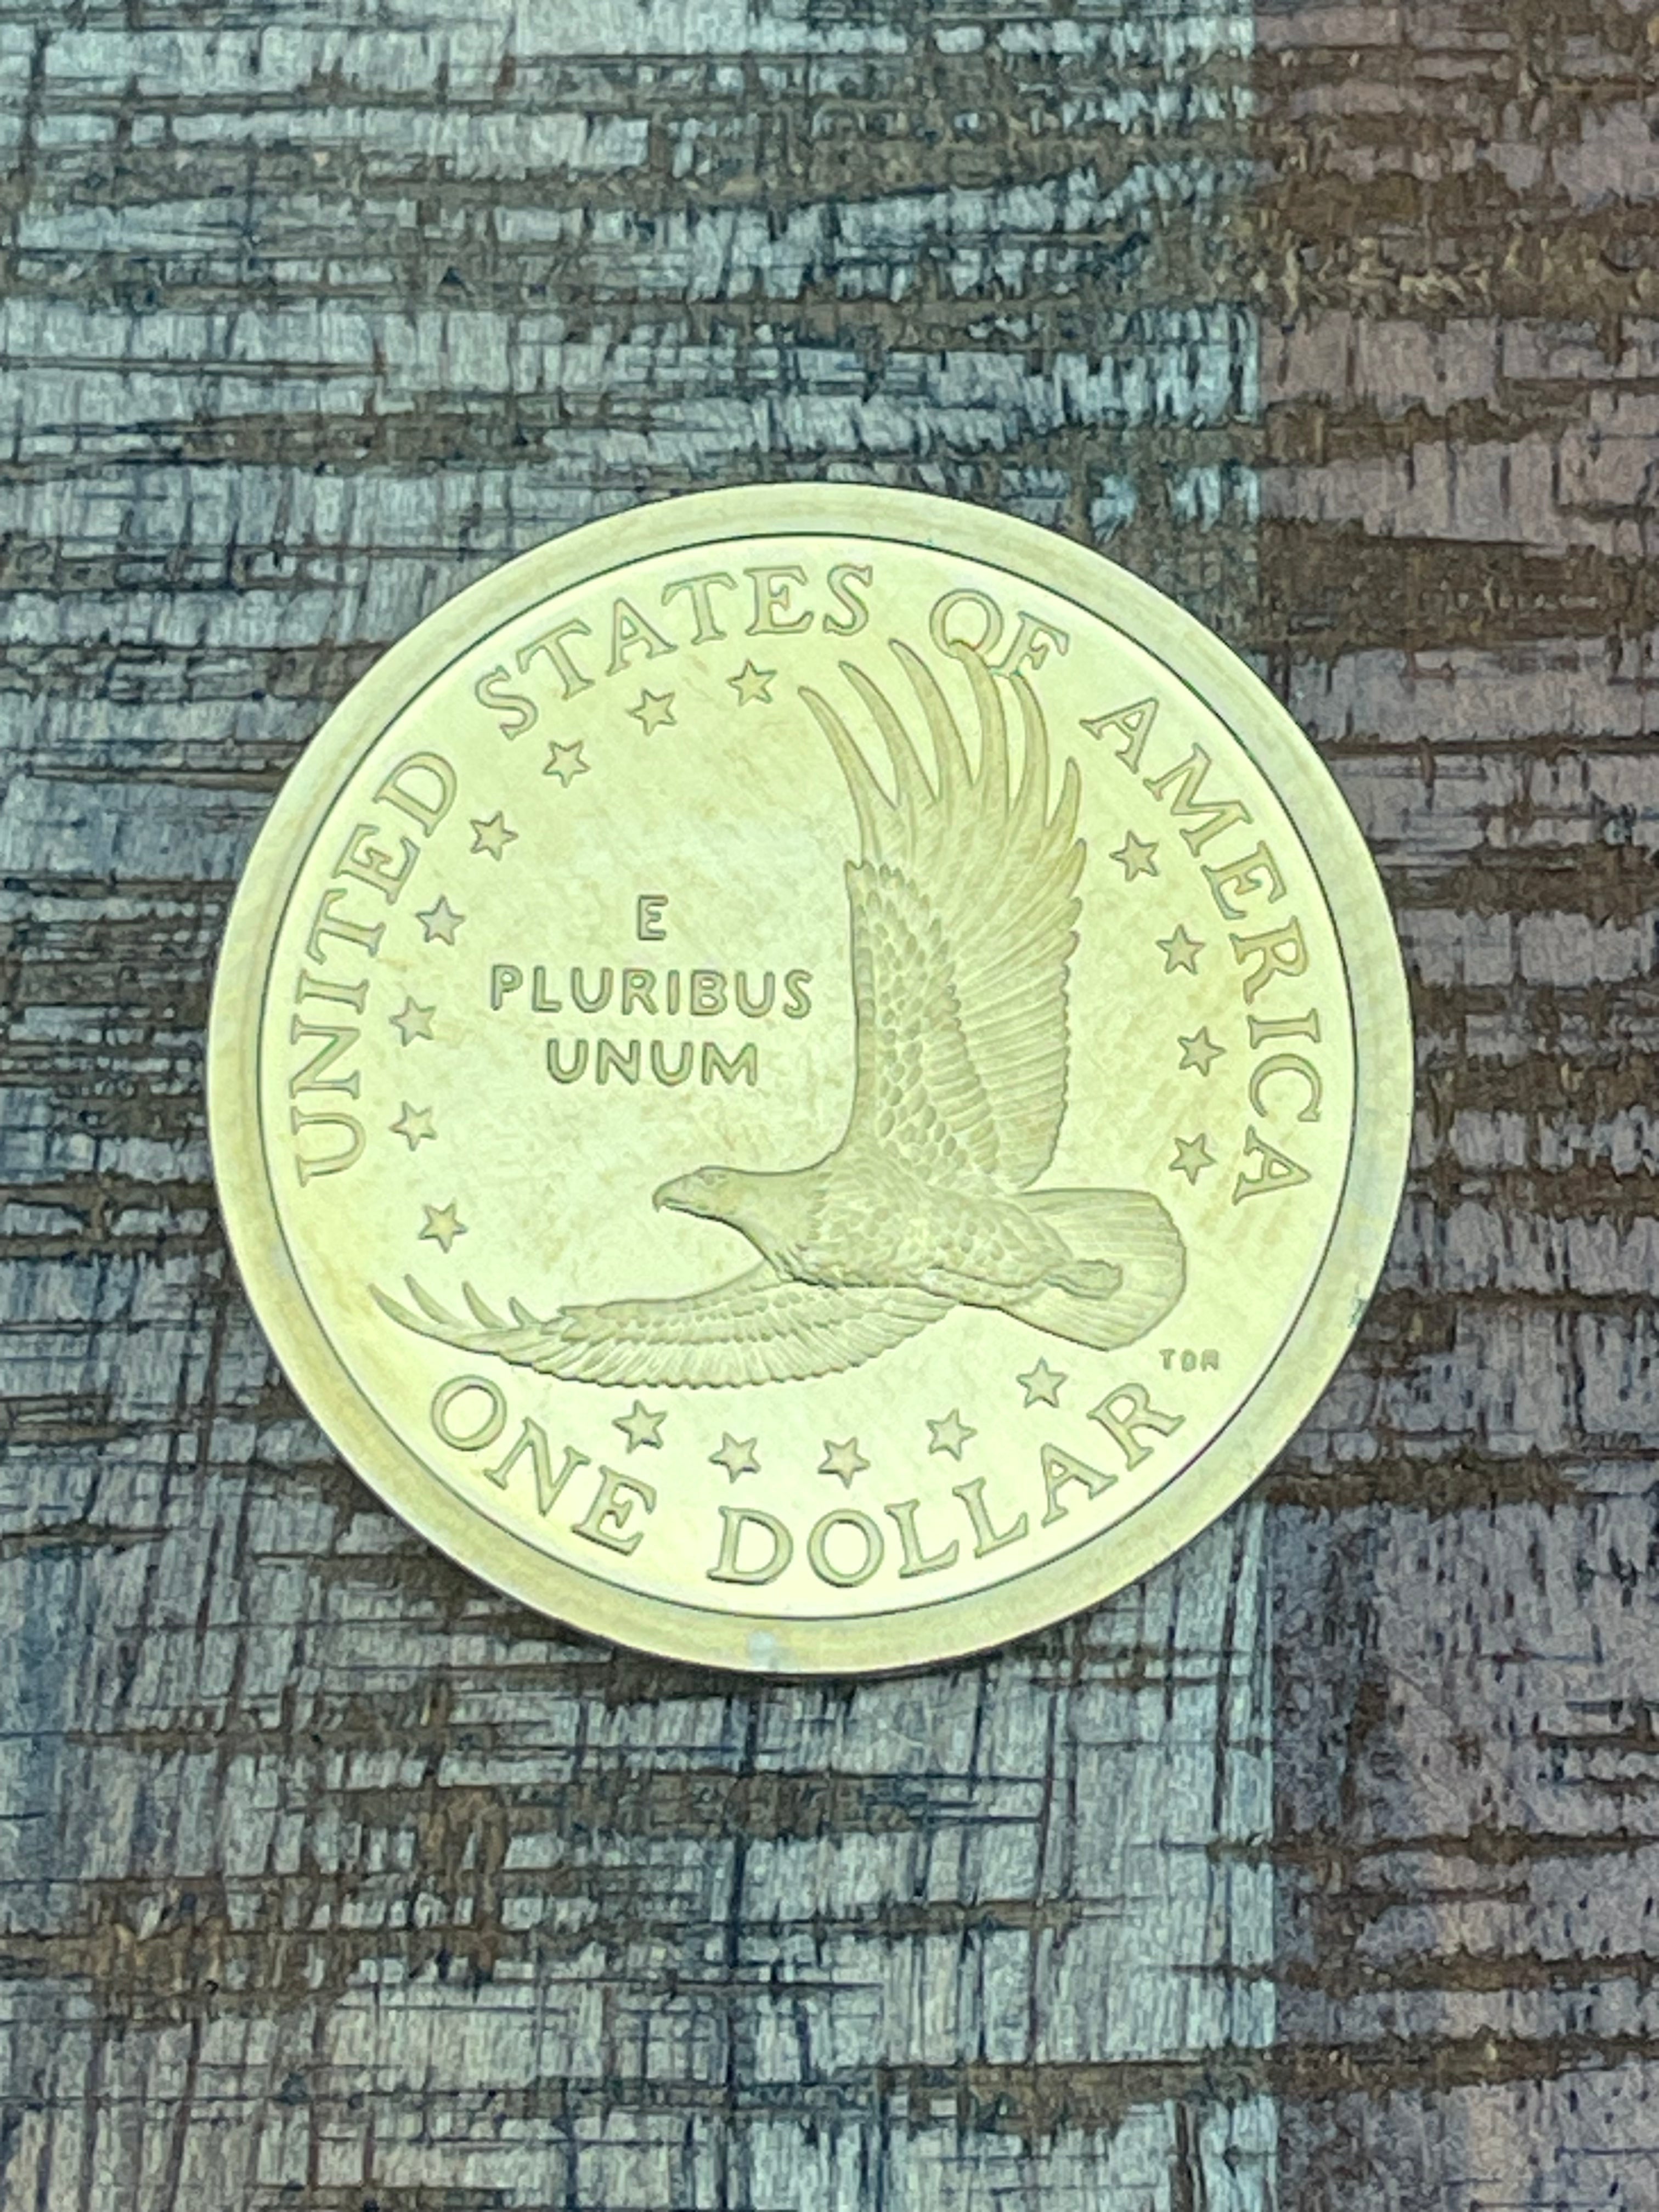 UNITED STATES OF AMERICA
E
PLURIBUS
UNUM
TDR
ONE DOLLAR